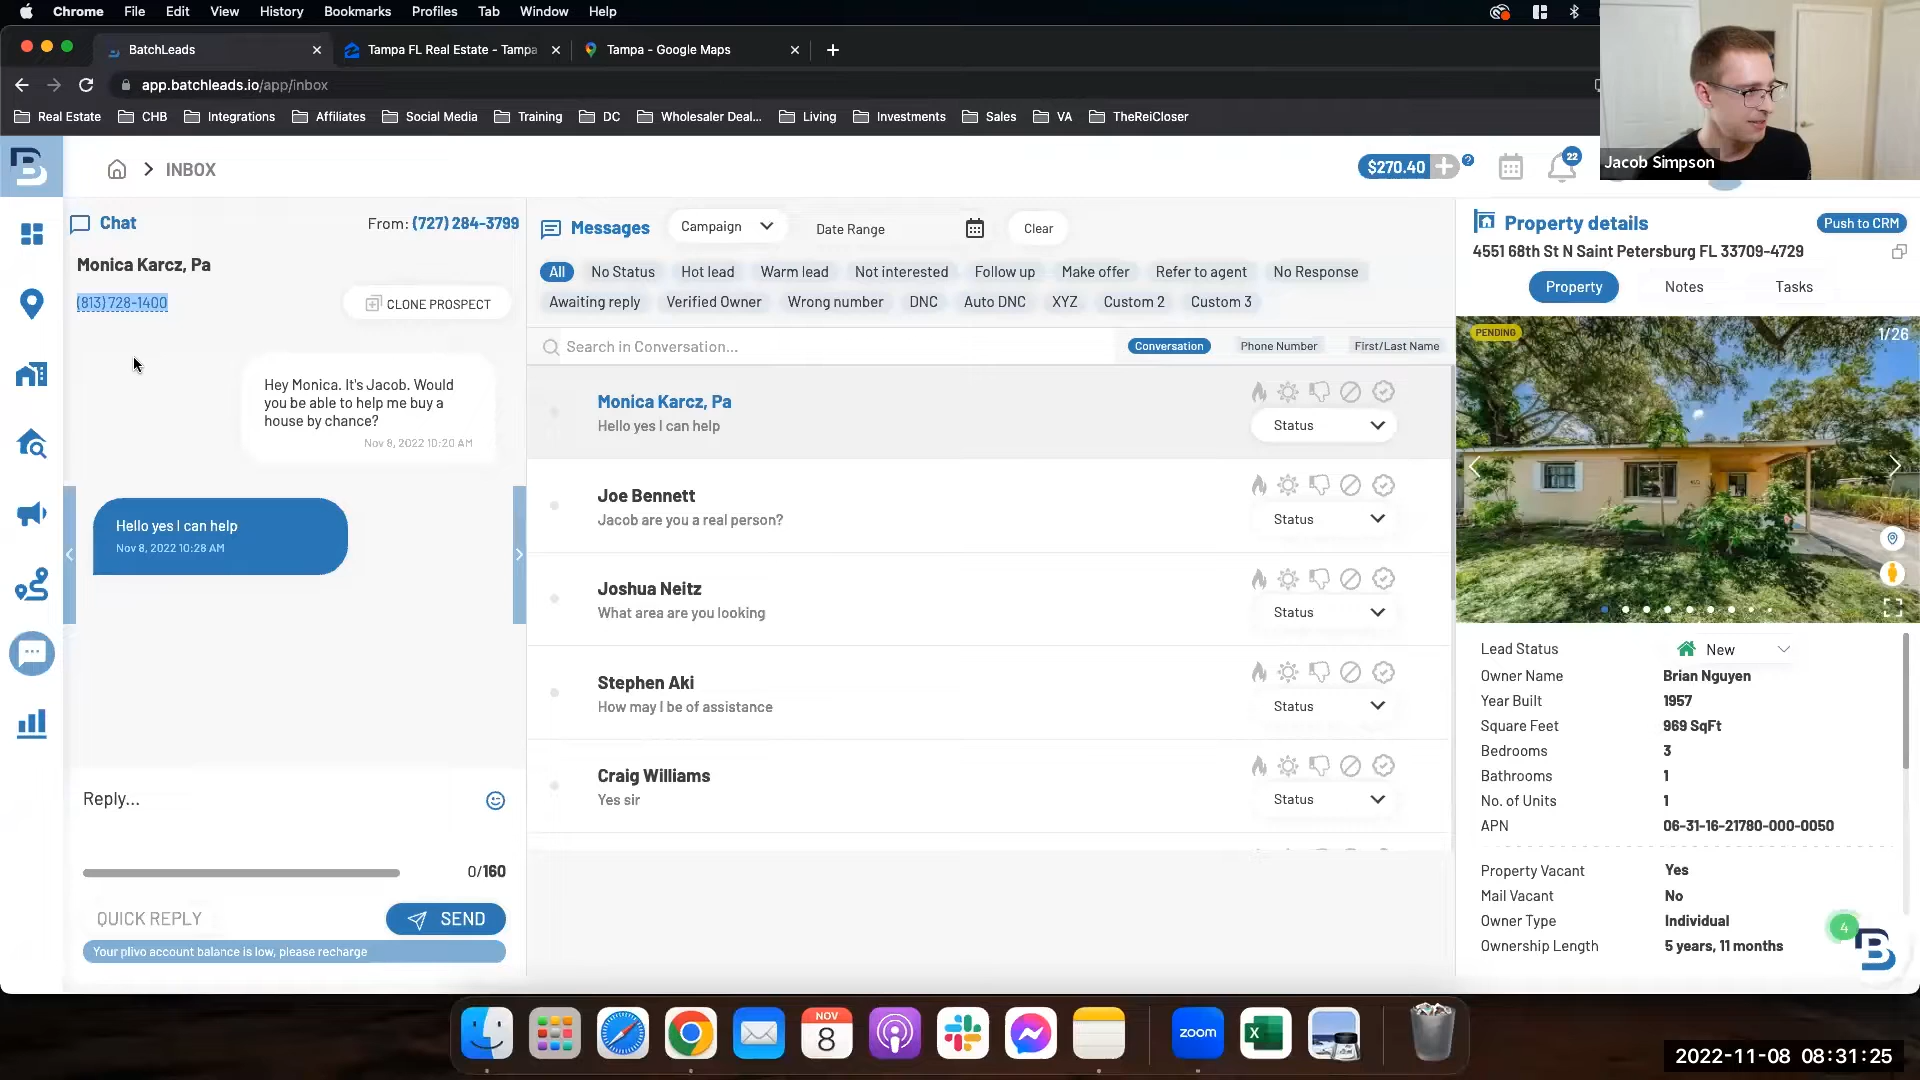 Chrome File Edit View History Bookmarks Profiles Tab Window Help
BatchLeads
Tampa FL Real Estate - Tampa
Tampa - Google Maps
app.batchleads.io/app/inbox
Real Estate CHB Integrations Affiliates Social Media Training DC Wholesaler Deal... Living Investments Sales VA TheReiCloser
Jacob Simpson
B
INBOX
$270.40
22
Chat
From: (727) 284-3799
Monica Karcz, Pa
(813) 728-1400
CLONE PROSPECT
Hey Monica. It's Jacob. Would
you be able to help me buy a
house by chance?
Nov 8, 2022 10:20 AM
Hello yes I can help
Nov 8, 2022 10:28 AM
Reply...
0/160
QUICK REPLY
SEND
Your plivo account balance is low, please recharge
Messages
Campaign
Date Range
Clear
All No Status Hot lead Warm lead Not interested Follow up Make offer Refer to agent No Response
Awaiting reply Verified Owner Wrong number DNC Auto DNC XYZ Custom 2 Custom 3
Search in Conversation...
Conversation Phone Number First/Last Name
Monica Karcz, Pa
Hello yes I can help
Status
Joe Bennett
Jacob are you a real person?
Status
Joshua Neitz
What area are you looking
Status
Stephen Aki
How may I be of assistance
Status
Craig Williams
Yes sir
Status
Property details
Push to CRM
4551 68th St N Saint Petersburg FL 33709-4729
Property Notes Tasks
PENDING
1/26
Lead Status New
Owner Name Brian Nguyen
Year Built 1957
Square Feet 969 SqFt
Bedrooms 3
Bathrooms 1
No. of Units 1
APN 06-31-16-21780-000-0050
Property Vacant Yes
Mail Vacant No
Owner Type Individual
Ownership Length 5 years, 11 months
4
B
NOV
8
zoom
X
2022-11-08 08:31:25